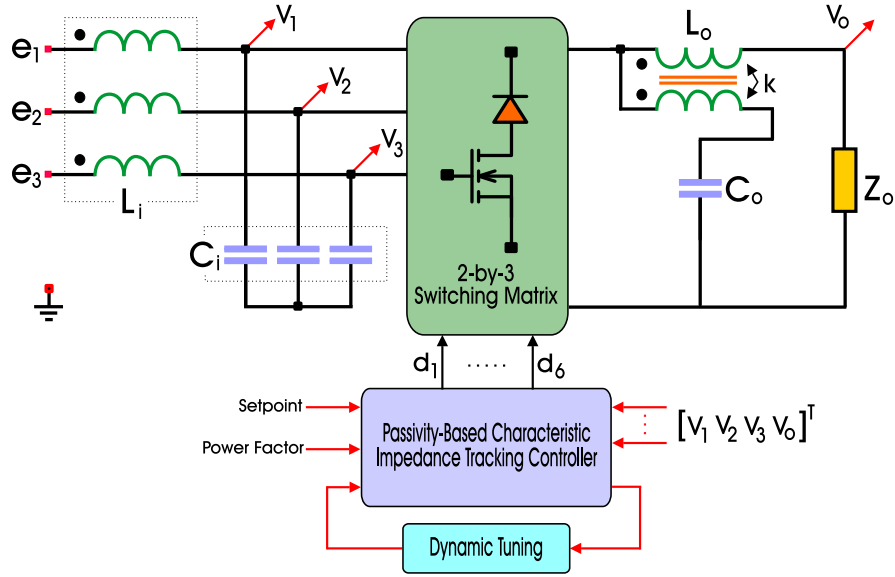 e1
V1
Lo
Vo
e2
V2
k
e3
V3
Li
Co
Zo
Ci
2-by-3
Switching Matrix
d1 ..... d6
Setpoint
Power Factor
Passivity-Based Characteristic
Impedance Tracking Controller
[V1 V2 V3 Vo]T
Dynamic Tuning